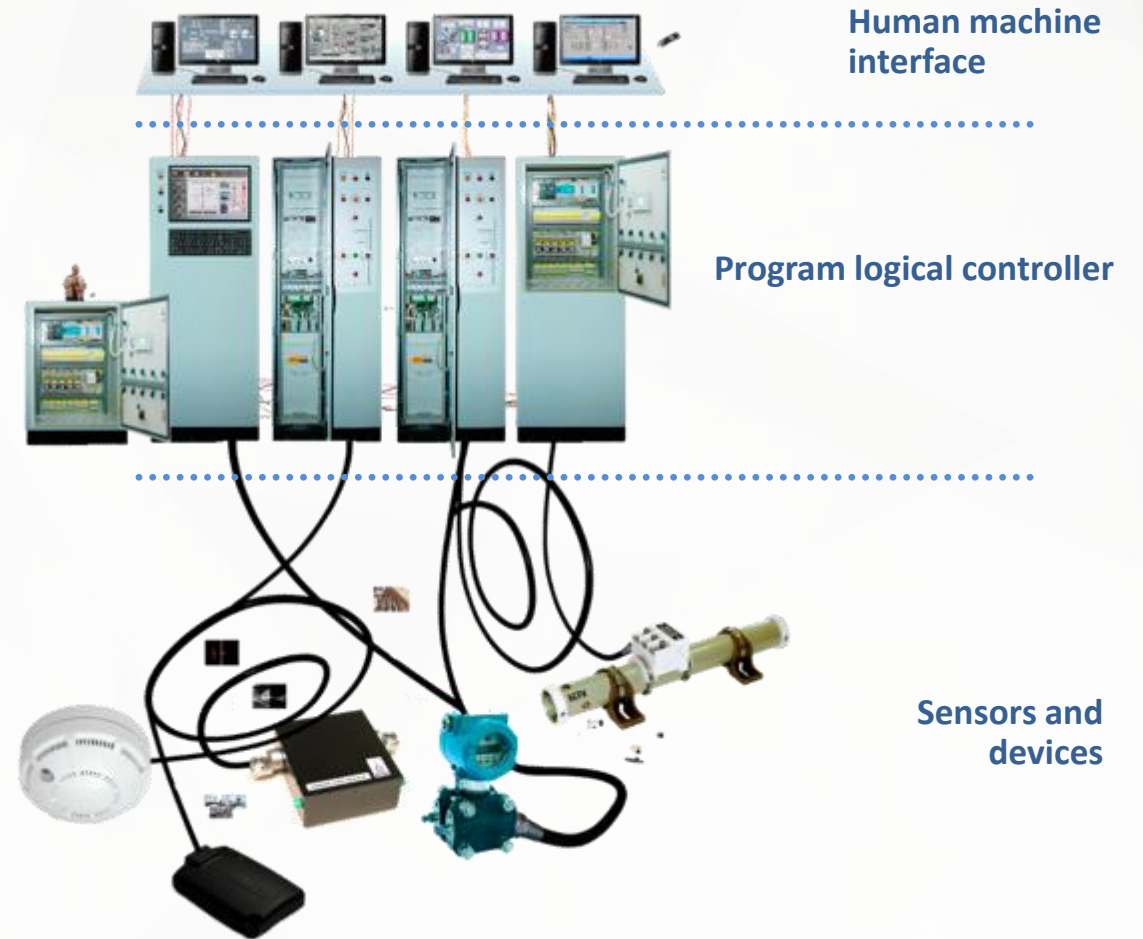 Human machine
interface
Program logical controller
Sensors and
devices